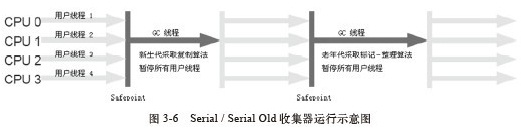 CPU 0 用户线程 1
CPU 1 用户线程 2
CPU 2 用户线程 3
CPU 3 用户线程 4
GC 线程
新生代采取复制算法
暂停所有用户线程
Safepoint
GC 线程
老年代采取标记-整理算法
暂停所有用户线程
Safepoint
图 3-6 Serial / Serial Old 收集器运行示意图